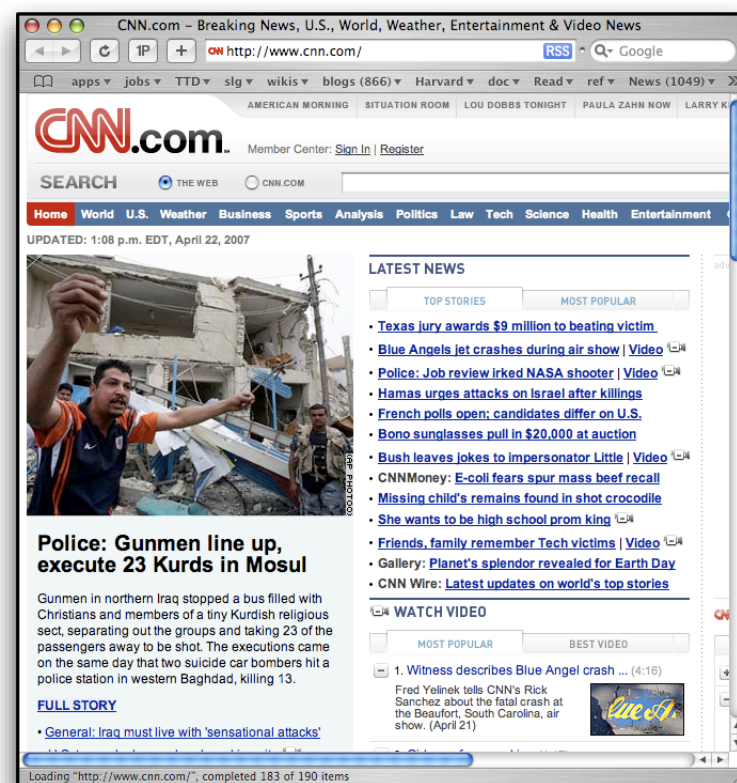 CNN.com - Breaking News, U.S., World, Weather, Entertainment & Video News
1P + CNN http://www.cnn.com/ RSS Q Google
apps jobs TTD slg wikis blogs (866) Harvard doc Read ref News (1049)
AMERICAN MORNING SITUATION ROOM LOU DOBBS TONIGHT PAULA ZAHN NOW LARRY K
CNN.com
Member Center: Sign In | Register
SEARCH THE WEB CNN.COM
Home World U.S. Weather Business Sports Analysis Politics Law Tech Science Health Entertainment
UPDATED: 1:08 p.m. EDT, April 22, 2007
AP PHOTO
Police: Gunmen line up,
execute 23 Kurds in Mosul
Gunmen in northern Iraq stopped a bus filled with
Christians and members of a tiny Kurdish religious
sect, separating out the groups and taking 23 of the
passengers away to be shot. The executions came
on the same day that two suicide car bombers hit a
police station in western Baghdad, killing 13.
FULL STORY
• General: Iraq must live with 'sensational attacks'
LATEST NEWS
TOP STORIES MOST POPULAR
• Texas jury awards $9 million to beating victim
• Blue Angels jet crashes during air show | Video
• Police: Job review irked NASA shooter | Video
• Hamas urges attacks on Israel after killings
• French polls open; candidates differ on U.S.
• Bono sunglasses pull in $20,000 at auction
• Bush leaves jokes to impersonator Little | Video
• CNNMoney: E-coli fears spur mass beef recall
• Missing child's remains found in shot crocodile
• She wants to be high school prom king
• Friends, family remember Tech victims | Video
• Gallery: Planet's splendor revealed for Earth Day
• CNN Wire: Latest updates on world's top stories
WATCH VIDEO
MOST POPULAR BEST VIDEO
1. Witness describes Blue Angel crash ... (4:16)
Fred Yelinek tells CNN's Rick
Sanchez about the fatal crash at
the Beaufort, South Carolina, air
show. (April 21)
Loading "http://www.cnn.com/", completed 183 of 190 items